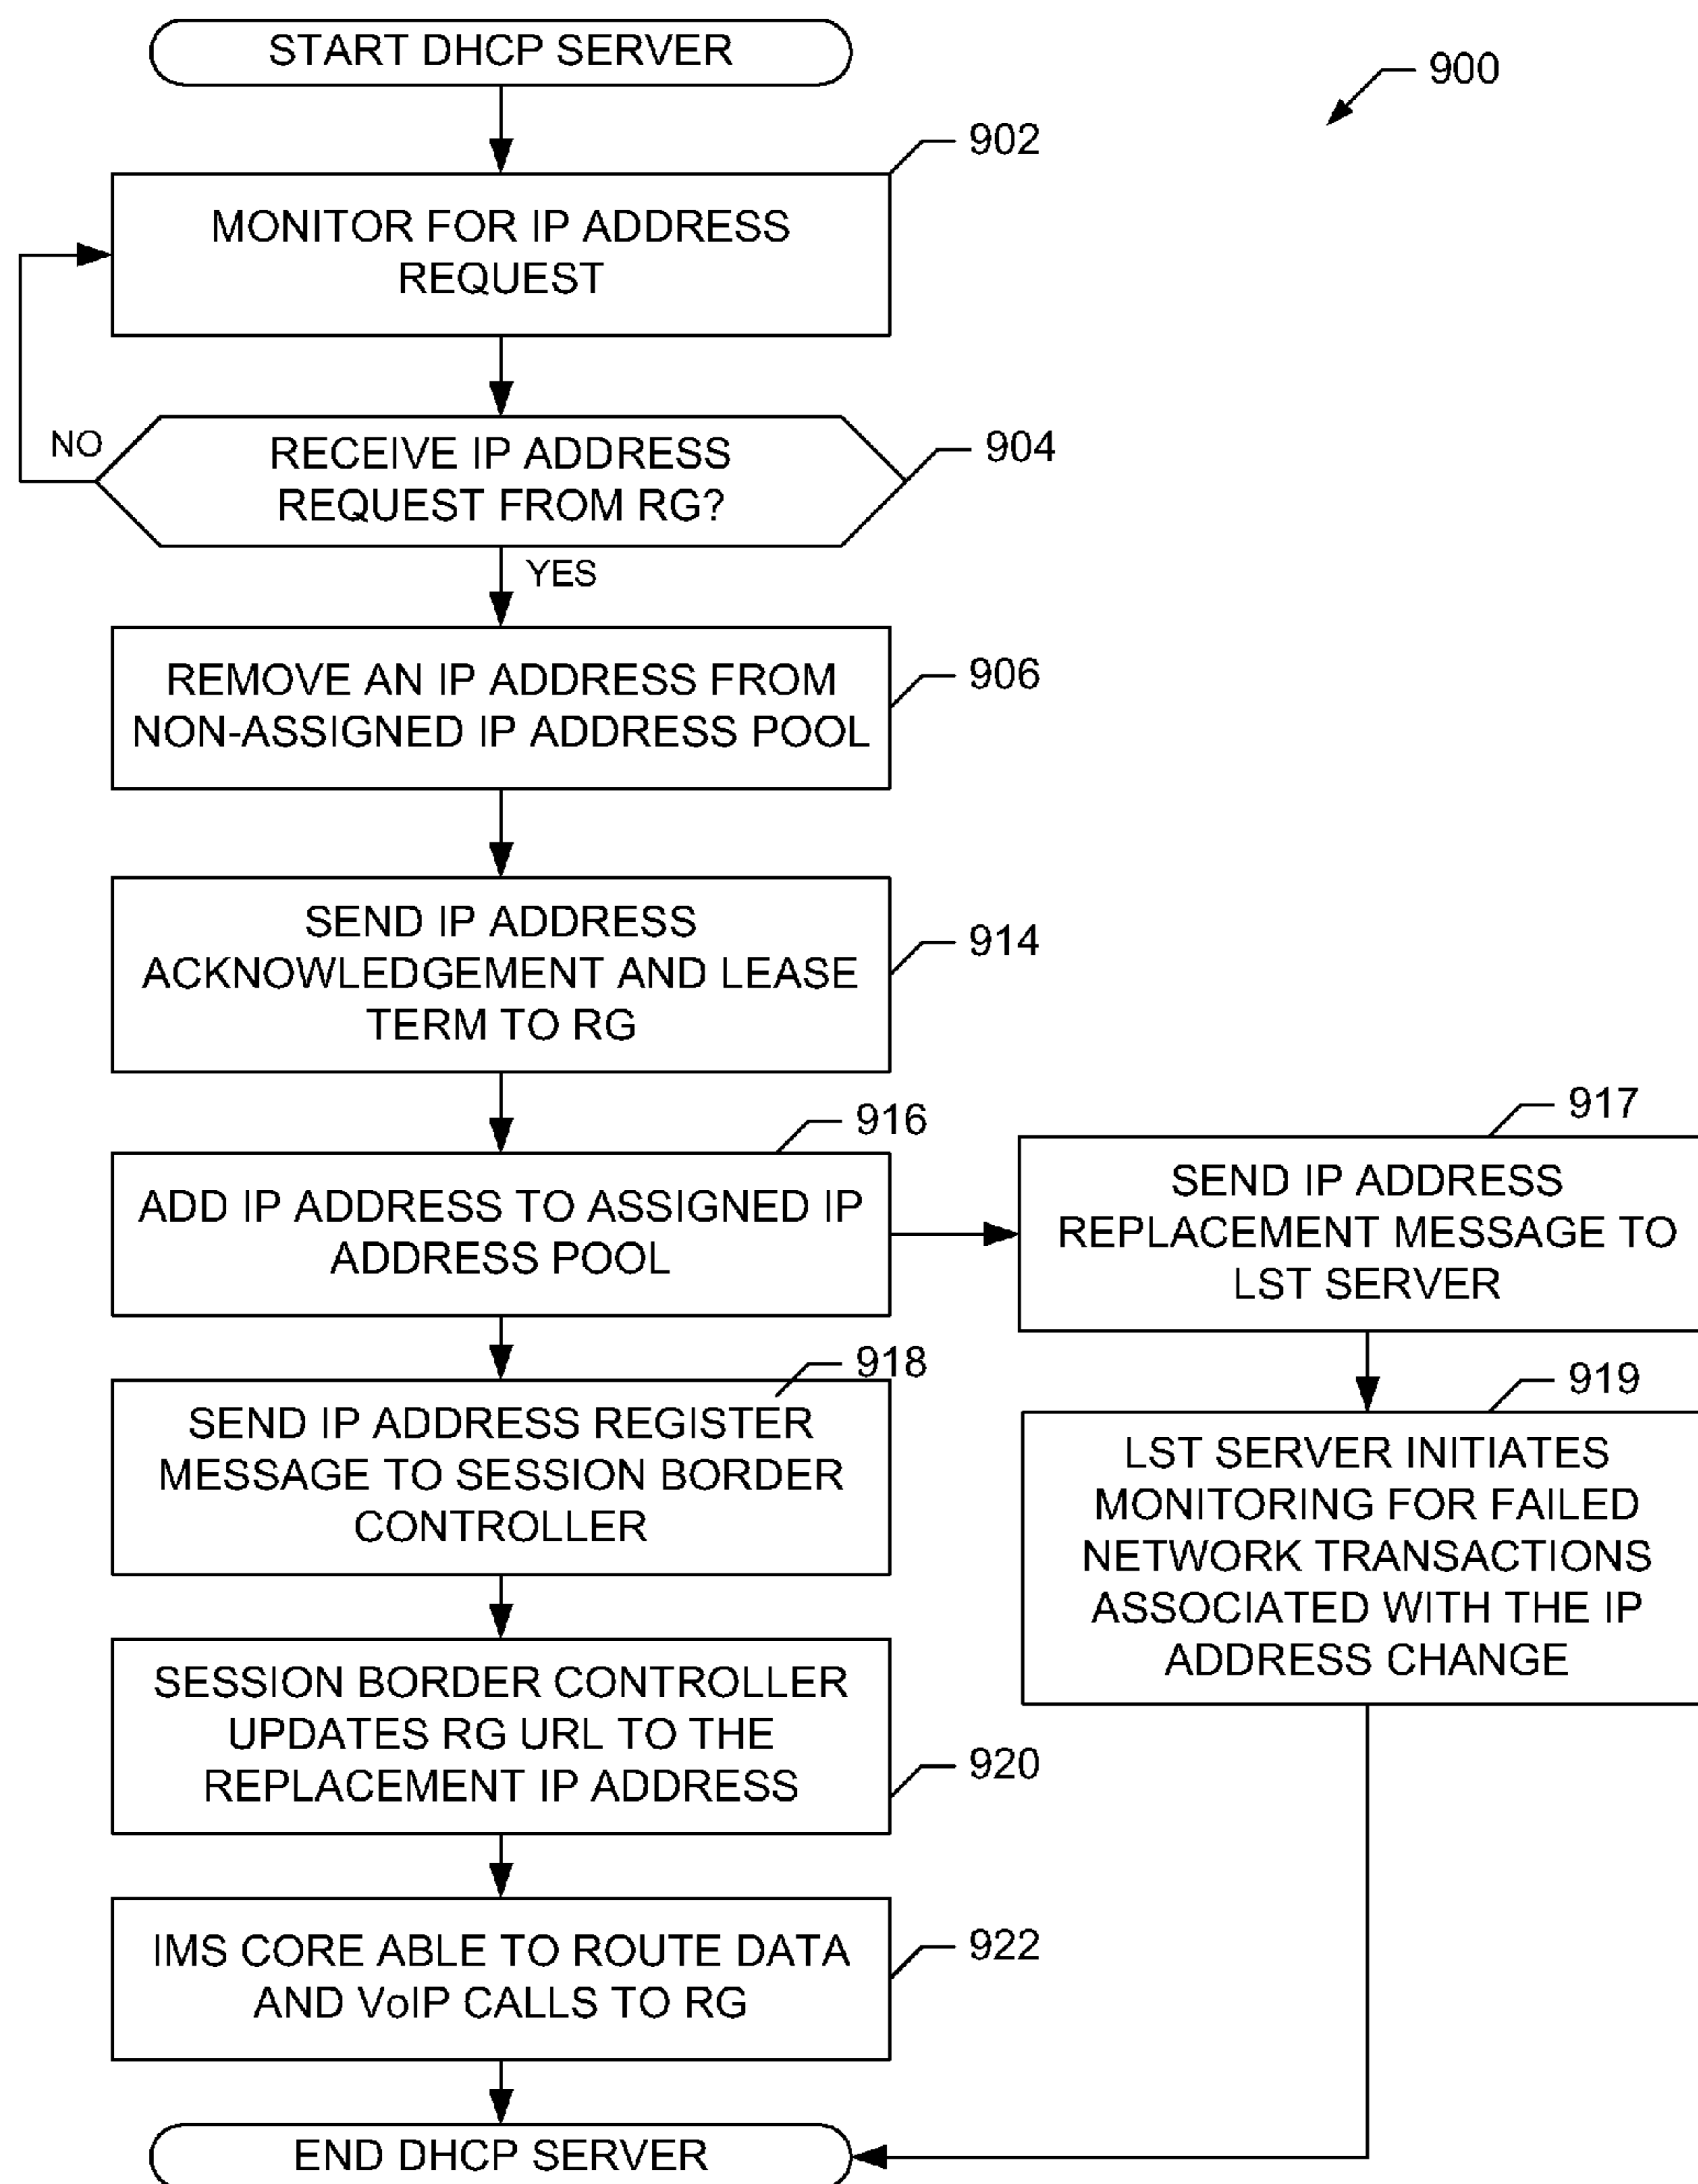 START DHCP SERVER
900
902
MONITOR FOR IP ADDRESS
REQUEST
NO
RECEIVE IP ADDRESS
REQUEST FROM RG?
904
YES
REMOVE AN IP ADDRESS FROM
NON-ASSIGNED IP ADDRESS POOL
906
SEND IP ADDRESS
ACKNOWLEDGEMENT AND LEASE
TERM TO RG
914
916
ADD IP ADDRESS TO ASSIGNED IP
ADDRESS POOL
917
SEND IP ADDRESS
REPLACEMENT MESSAGE TO
LST SERVER
918
SEND IP ADDRESS REGISTER
MESSAGE TO SESSION BORDER
CONTROLLER
919
LST SERVER INITIATES
MONITORING FOR FAILED
NETWORK TRANSACTIONS
ASSOCIATED WITH THE IP
ADDRESS CHANGE
SESSION BORDER CONTROLLER
UPDATES RG URL TO THE
REPLACEMENT IP ADDRESS
920
IMS CORE ABLE TO ROUTE DATA
AND VoIP CALLS TO RG
922
END DHCP SERVER